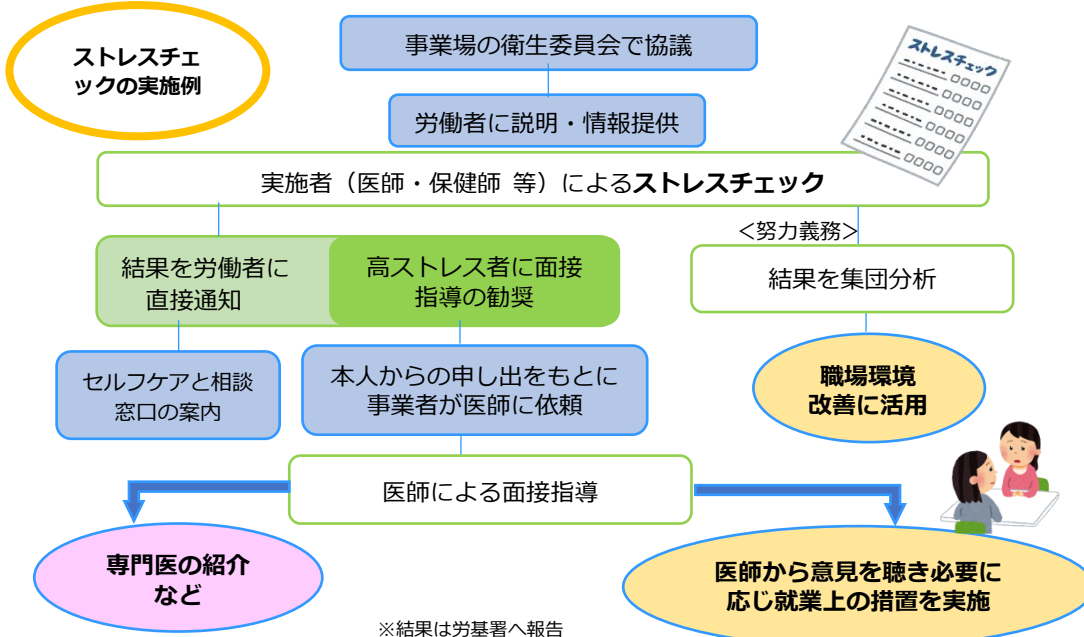 ストレスチェ
ックの実施例
事業場の衛生委員会で協議
ストレスチェック
労働者に説明・情報提供
実施者（医師・保健師 等）によるストレスチェック
＜努力義務＞
結果を労働者に
直接通知
高ストレス者に面接
指導の勧奨
結果を集団分析
セルフケアと相談
窓口の案内
本人からの申し出をもとに
事業者が医師に依頼
職場環境
改善に活用
医師による面接指導
専門医の紹介
など
医師から意見を聴き必要に
応じ就業上の措置を実施
※結果は労基署へ報告